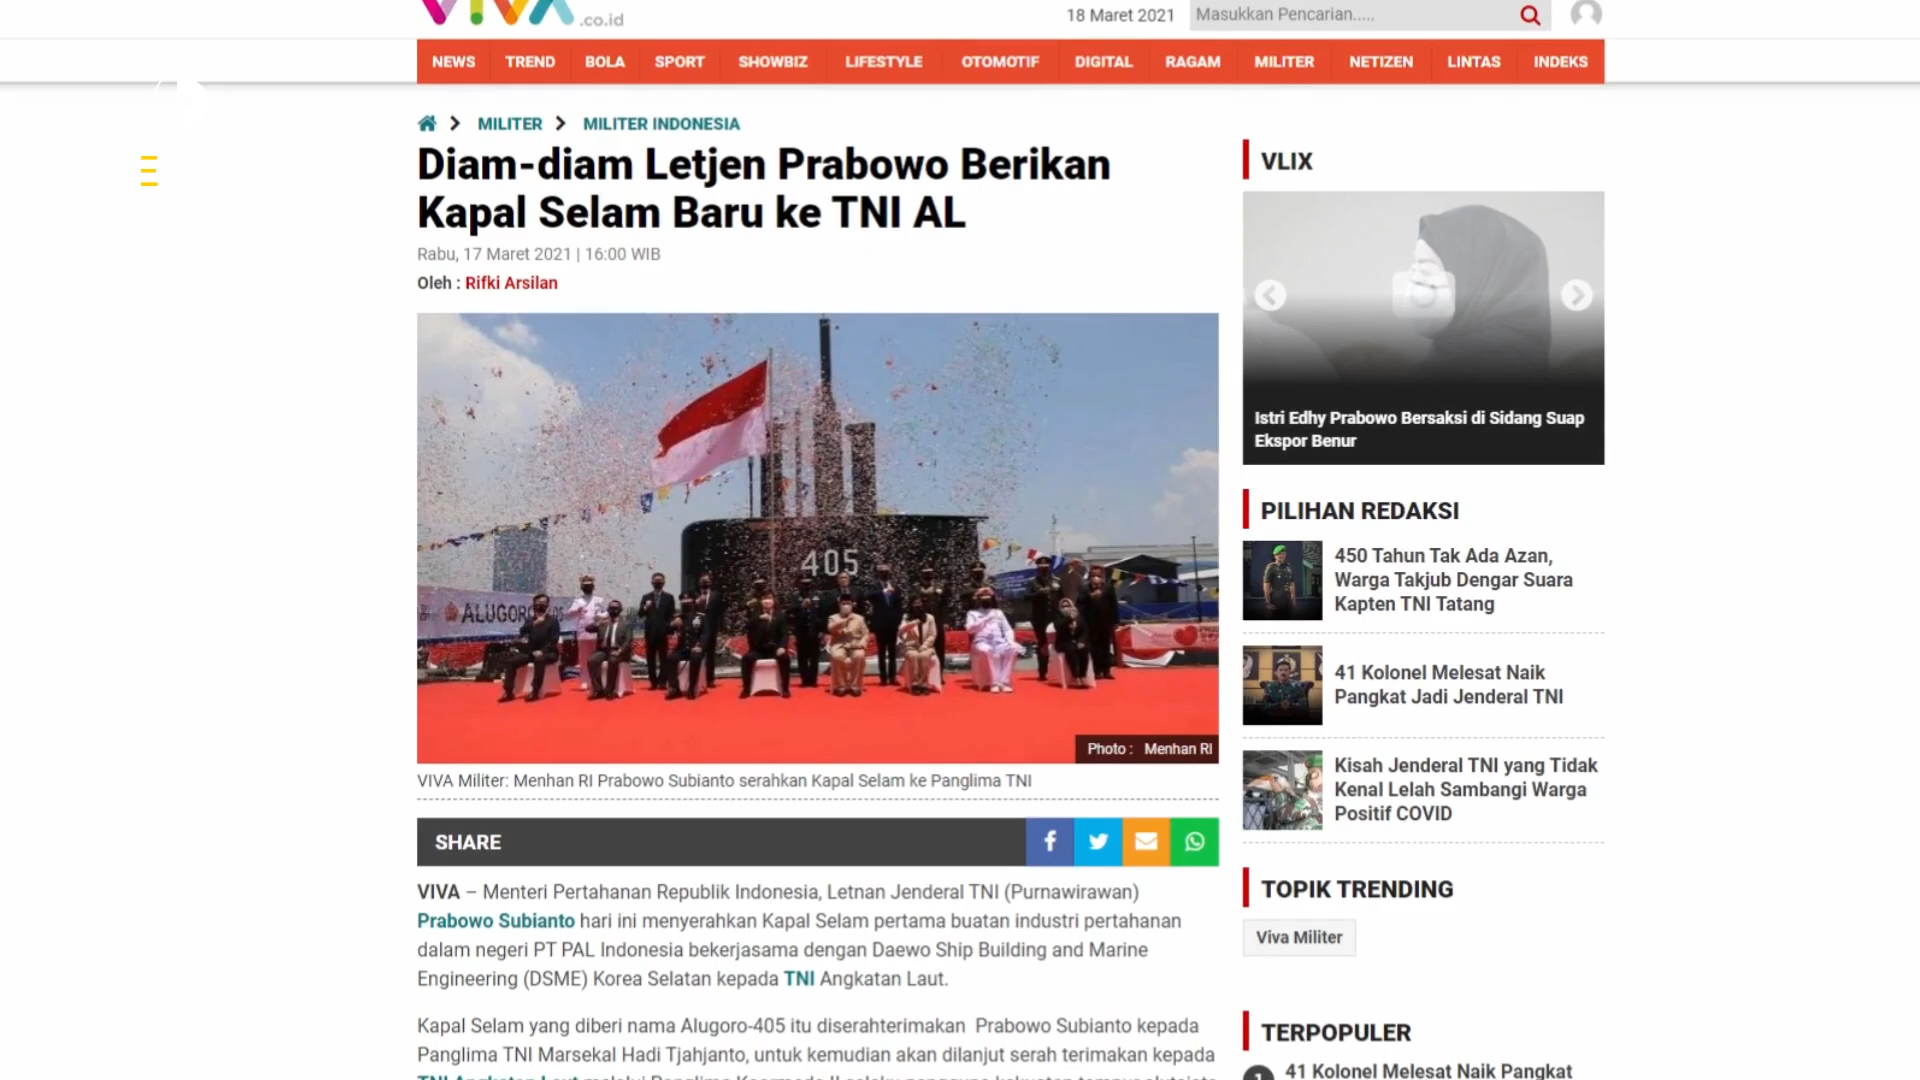 VIVA.co.id
18 Maret 2021
Masukkan Pencarian.....
NEWS TREND BOLA SPORT SHOWBIZ LIFESTYLE OTOMOTIF DIGITAL RAGAM MILITER NETIZEN LINTAS INDEKS
MILITER > MILITER INDONESIA
Diam-diam Letjen Prabowo Berikan
Kapal Selam Baru ke TNI AL
Rabu, 17 Maret 2021 | 16:00 WIB
Oleh : Rifki Arsilan
405
ALUGORO
Photo : Menhan RI
VIVA Militer: Menhan RI Prabowo Subianto serahkan Kapal Selam ke Panglima TNI
SHARE
VIVA – Menteri Pertahanan Republik Indonesia, Letnan Jenderal TNI (Purnawirawan)
Prabowo Subianto hari ini menyerahkan Kapal Selam pertama buatan industri pertahanan
dalam negeri PT PAL Indonesia bekerjasama dengan Daewo Ship Building and Marine
Engineering (DSME) Korea Selatan kepada TNI Angkatan Laut.
Kapal Selam yang diberi nama Alugoro-405 itu diserahterimakan Prabowo Subianto kepada
Panglima TNI Marsekal Hadi Tjahjanto, untuk kemudian akan dilanjut serah terimakan kepada
VLIX
Istri Edhy Prabowo Bersaksi di Sidang Suap
Ekspor Benur
PILIHAN REDAKSI
450 Tahun Tak Ada Azan,
Warga Takjub Dengar Suara
Kapten TNI Tatang
41 Kolonel Melesat Naik
Pangkat Jadi Jenderal TNI
Kisah Jenderal TNI yang Tidak
Kenal Lelah Sambangi Warga
Positif COVID
TOPIK TRENDING
Viva Militer
TERPOPULER
41 Kolonel Melesat Naik Pangkat